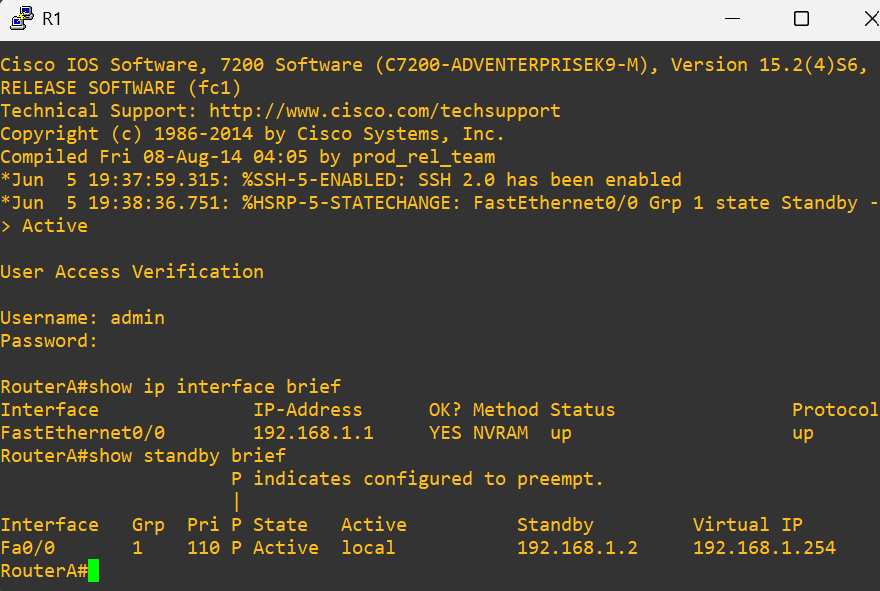 R1
Cisco IOS Software, 7200 Software (C7200-ADVENTERPRISEK9-M), Version 15.2(4)S6,
RELEASE SOFTWARE (fc1)
Technical Support: http://www.cisco.com/techsupport
Copyright (c) 1986-2014 by Cisco Systems, Inc.
Compiled Fri 08-Aug-14 04:05 by prod_rel_team
*Jun  5 19:37:59.315: %SSH-5-ENABLED: SSH 2.0 has been enabled
*Jun  5 19:38:36.751: %HSRP-5-STATECHANGE: FastEthernet0/0 Grp 1 state Standby -
> Active
User Access Verification
Username: admin
Password:
RouterA#show ip interface brief
Interface              IP-Address      OK? Method Status                Protocol
FastEthernet0/0        192.168.1.1     YES NVRAM  up                    up
RouterA#show standby brief
                     P indicates configured to preempt.
                     |
Interface   Grp  Pri P State   Active          Standby         Virtual IP
Fa0/0       1    110 P Active  local           192.168.1.2     192.168.1.254
RouterA#